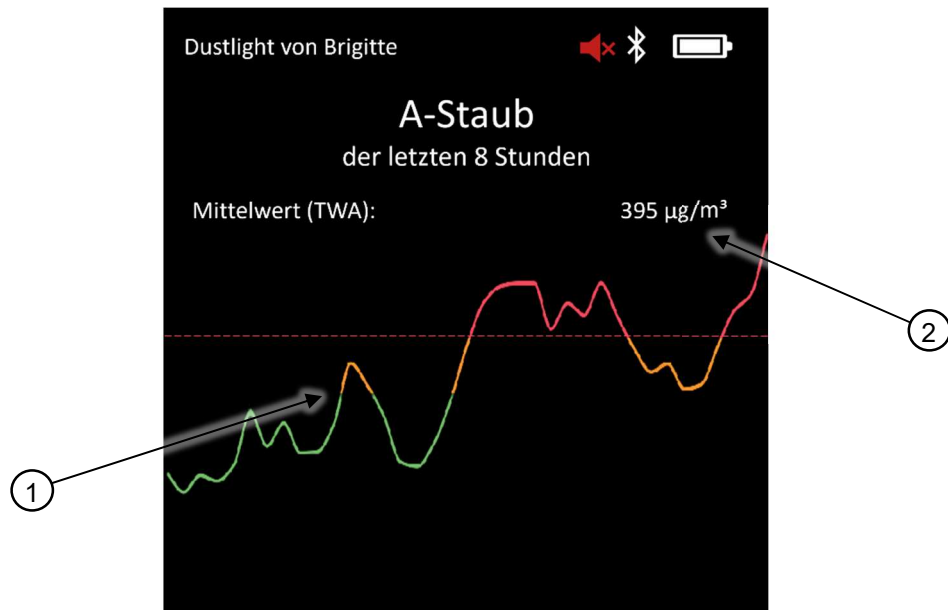 Dustlight von Brigitte
A-Staub
der letzten 8 Stunden
Mittelwert (TWA): 395 µg/m³
2
1